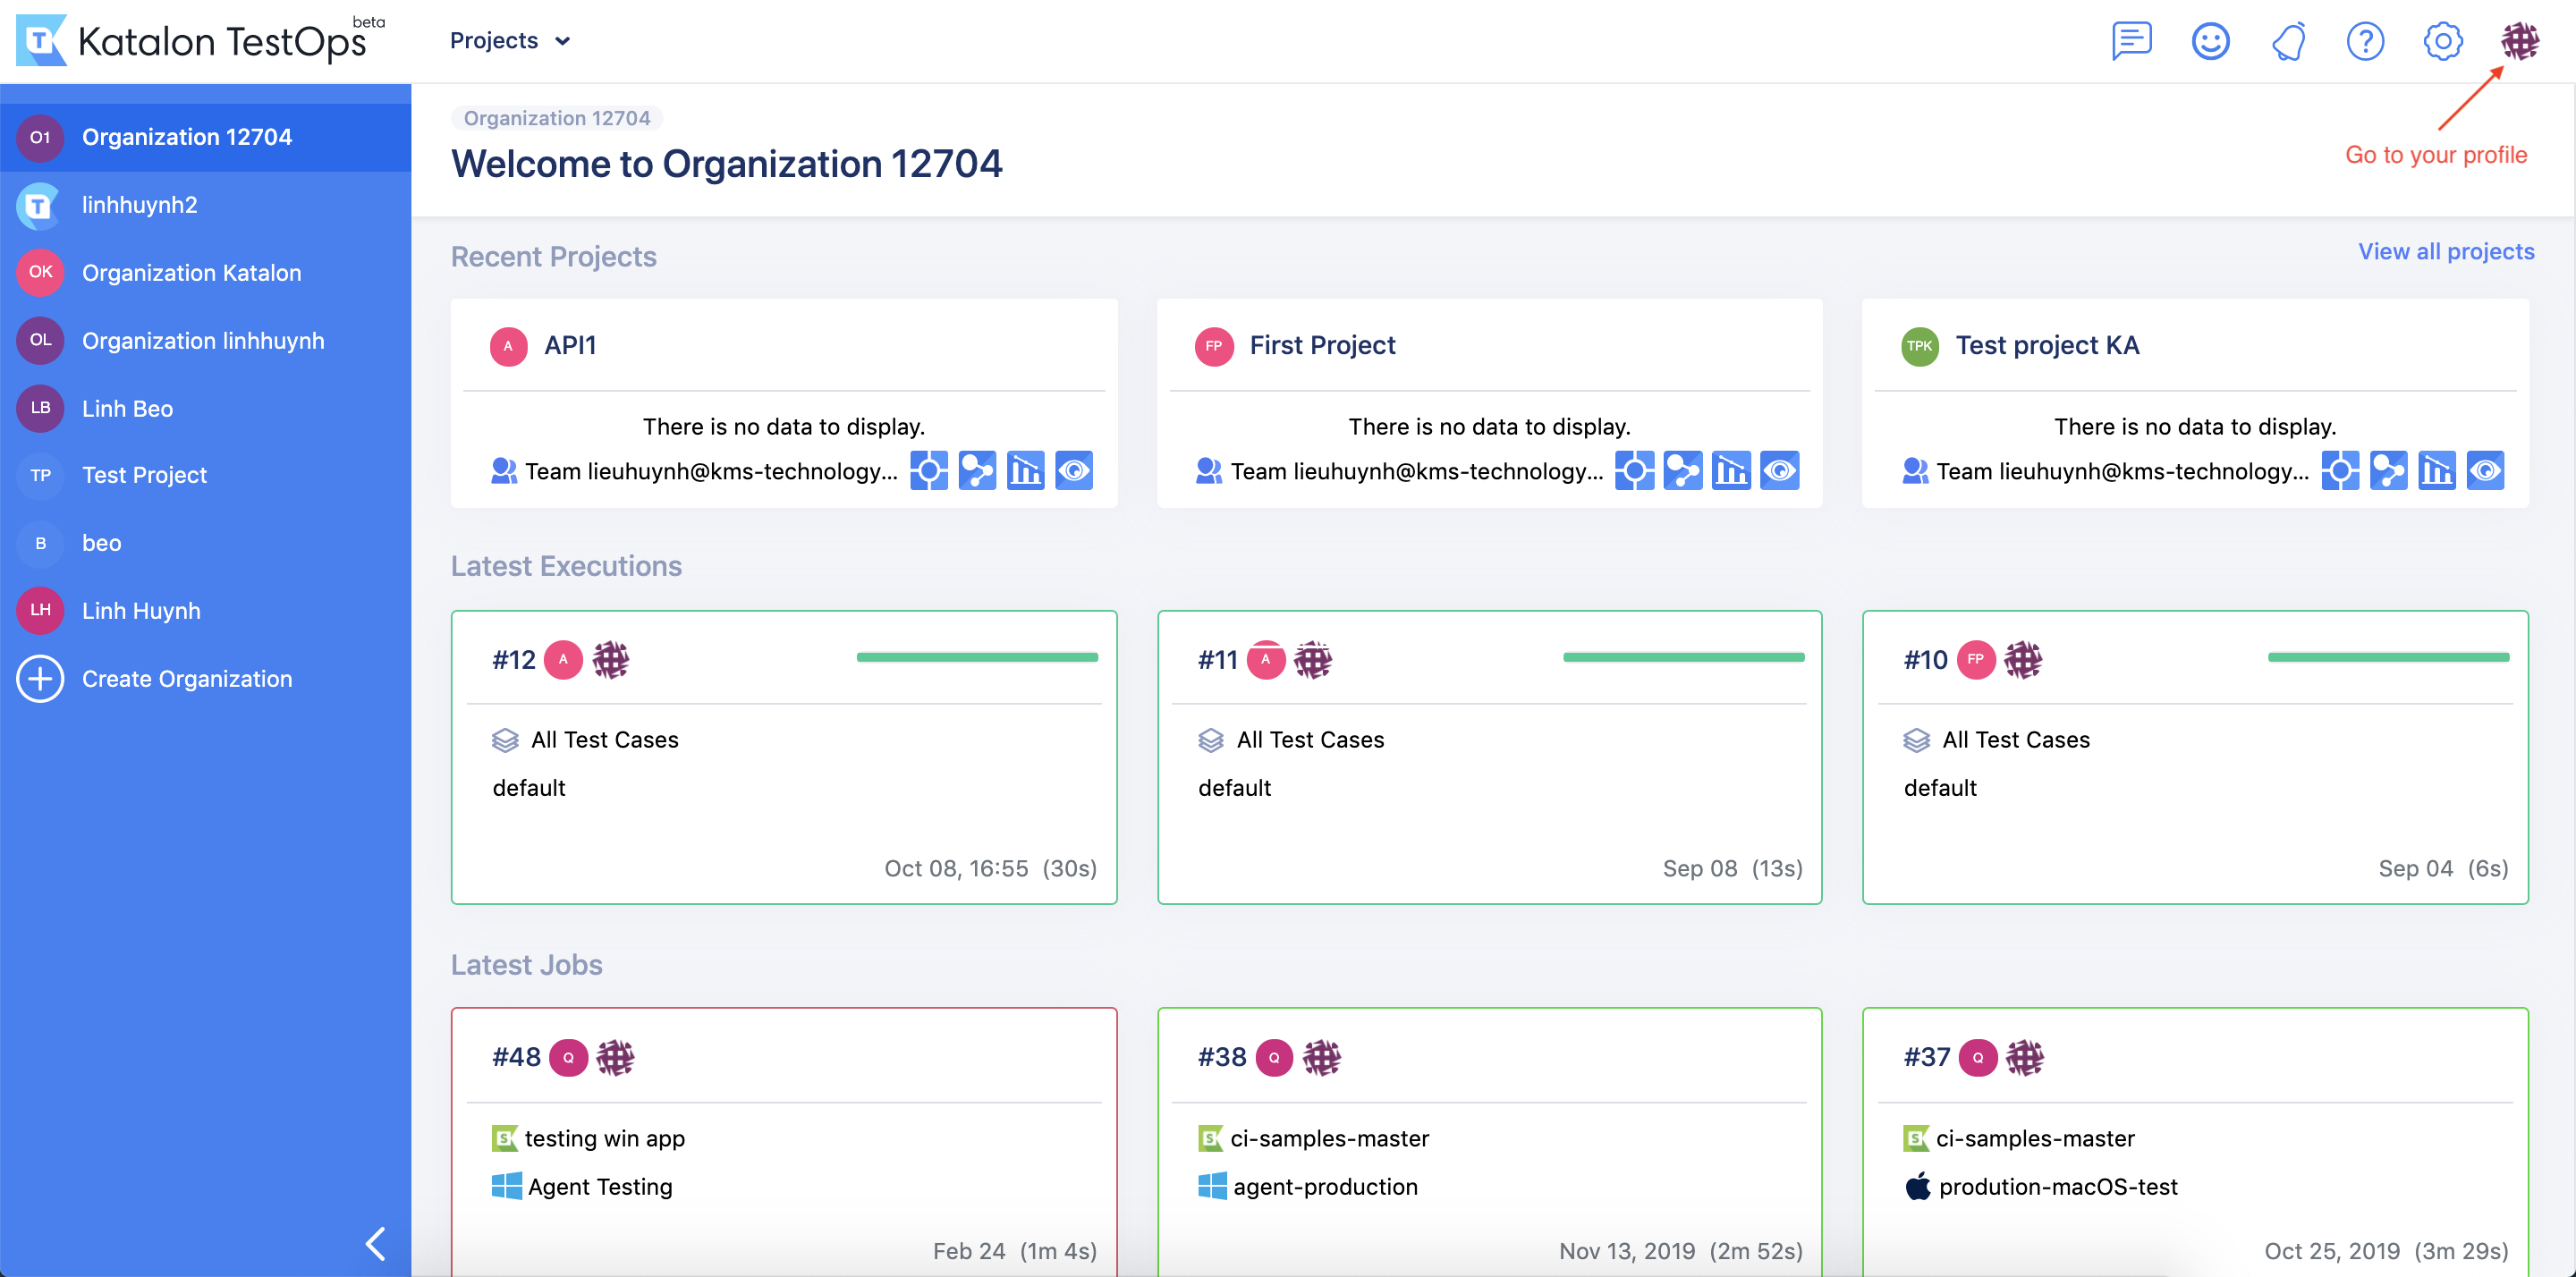 Katalon TestOps beta
Projects
Go to your profile
O1 Organization 12704
linhhuynh2
OK Organization Katalon
OL Organization linhhuynh
LB Linh Beo
TP Test Project
B beo
LH Linh Huynh
Create Organization
Organization 12704
Welcome to Organization 12704
Recent Projects
View all projects
A API1
There is no data to display.
Team lieuhuynh@kms-technology...
FP First Project
There is no data to display.
Team lieuhuynh@kms-technology...
TPK Test project KA
There is no data to display.
Team lieuhuynh@kms-technology...
Latest Executions
#12 A
All Test Cases
default
Oct 08, 16:55 (30s)
#11 A
All Test Cases
default
Sep 08 (13s)
#10 FP
All Test Cases
default
Sep 04 (6s)
Latest Jobs
#48 Q
testing win app
Agent Testing
Feb 24 (1m 4s)
#38 Q
ci-samples-master
agent-production
Nov 13, 2019 (2m 52s)
#37 Q
ci-samples-master
prodution-macOS-test
Oct 25, 2019 (3m 29s)